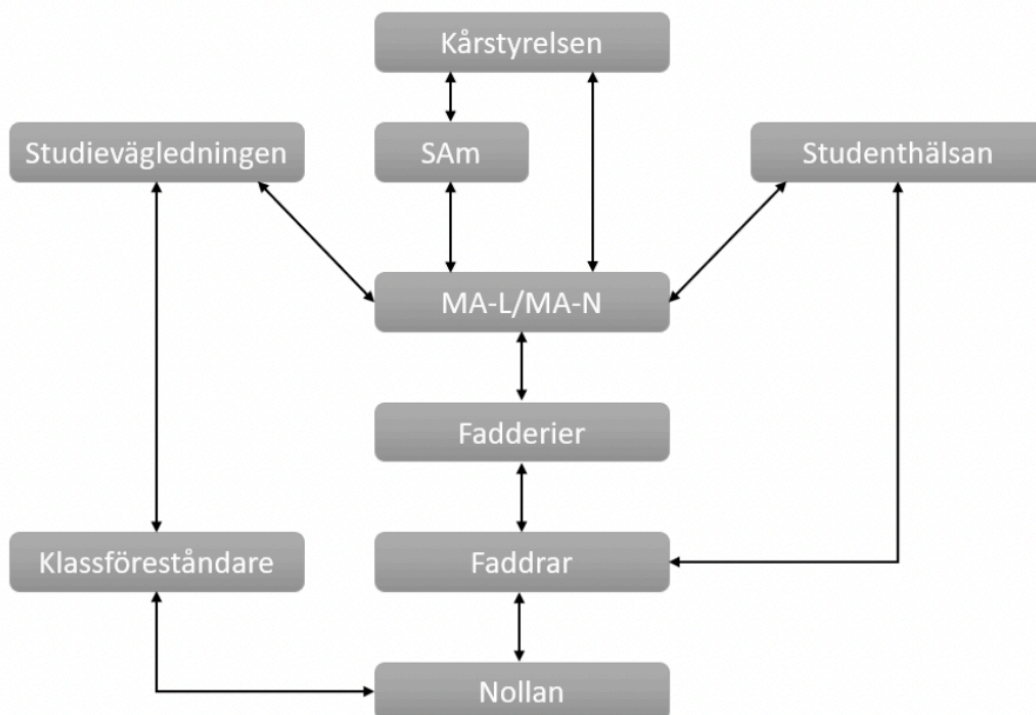 Kårstyrelsen
Studievägledningen
SAm
Studenthälsan
MA-L/MA-N
Fadderier
Klassföreståndare
Faddrar
Nollan